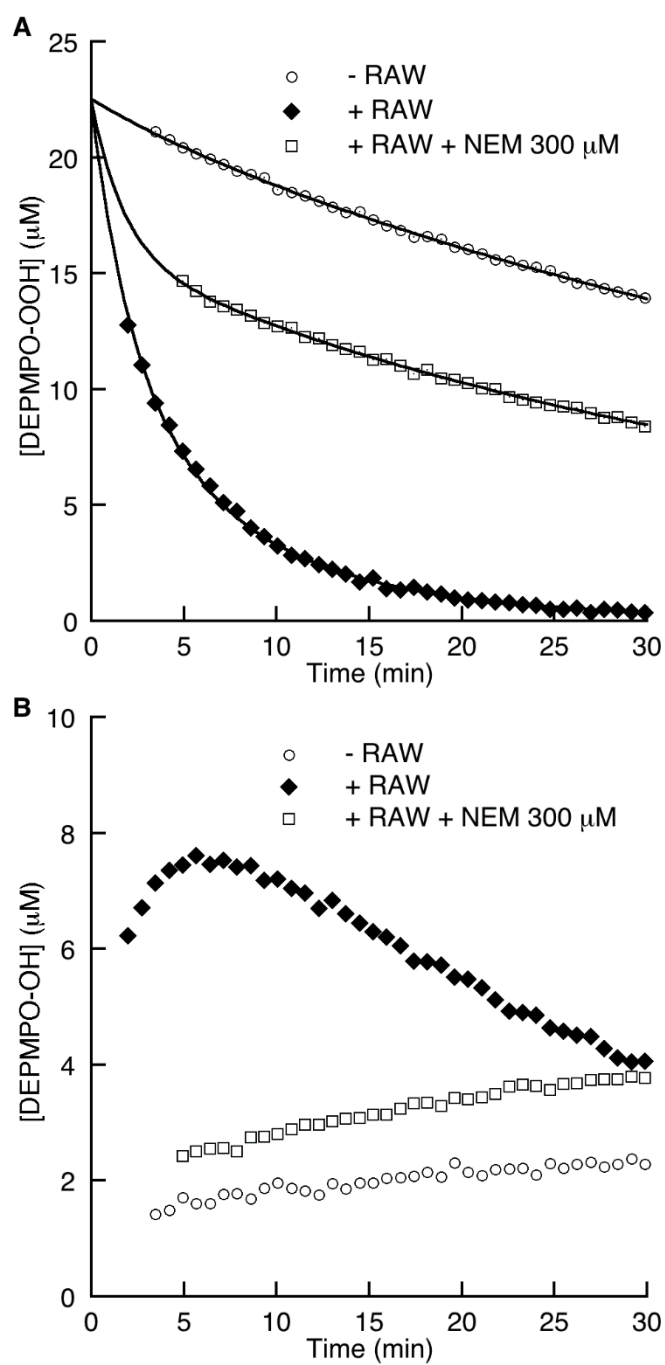 A
25
20
15
10
5
0
[DEPMPO-OOH] (μM)
- RAW
+ RAW
+ RAW + NEM 300 μM
0 5 10 15 20 25 30
Time (min)
B
10
8
6
4
2
0
[DEPMPO-OH] (μM)
- RAW
+ RAW
+ RAW + NEM 300 μM
0 5 10 15 20 25 30
Time (min)